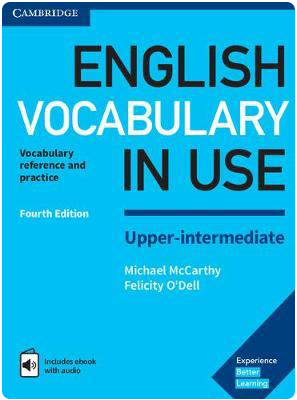 CAMBRIDGE
ENGLISH
VOCABULARY
IN USE
Vocabulary
reference and
practice
Fourth Edition
Upper-intermediate
Michael McCarthy
Felicity O'Dell
Includes ebook
with audio
Experience
Better
Learning